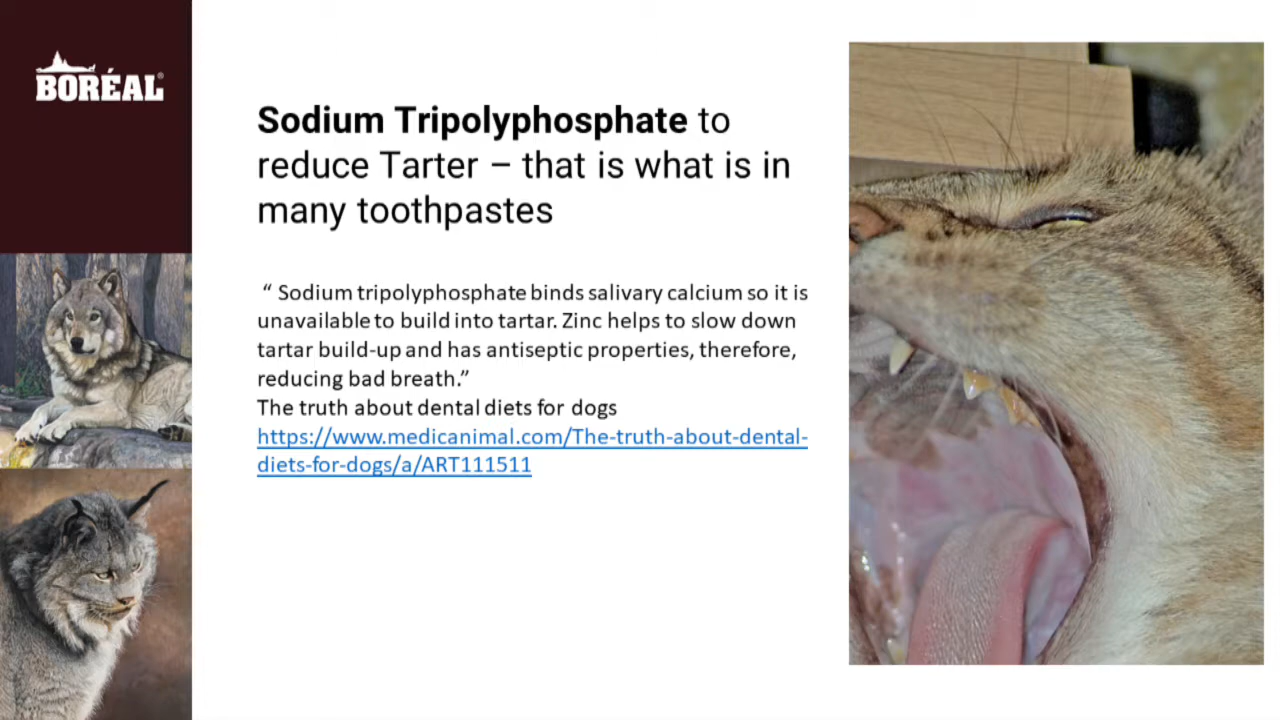 BORÉAL®
Sodium Tripolyphosphate to
reduce Tarter – that is what is in
many toothpastes
“ Sodium tripolyphosphate binds salivary calcium so it is
unavailable to build into tartar. Zinc helps to slow down
tartar build-up and has antiseptic properties, therefore,
reducing bad breath.”
The truth about dental diets for dogs
https://www.medicanimal.com/The-truth-about-dental-
diets-for-dogs/a/ART111511